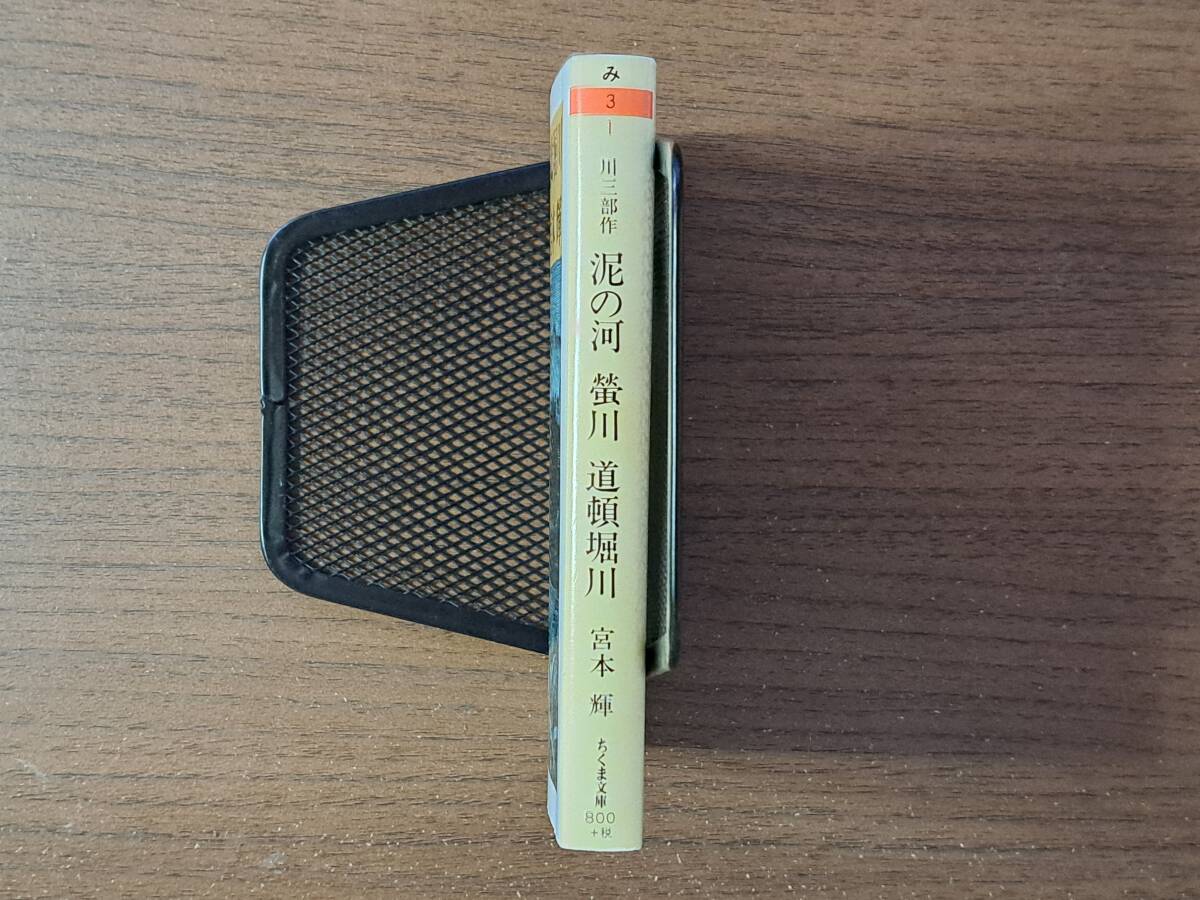 み
3
1
川三部作
泥の河 螢川 道頓堀川
宮本 輝
ちくま文庫
800
+税